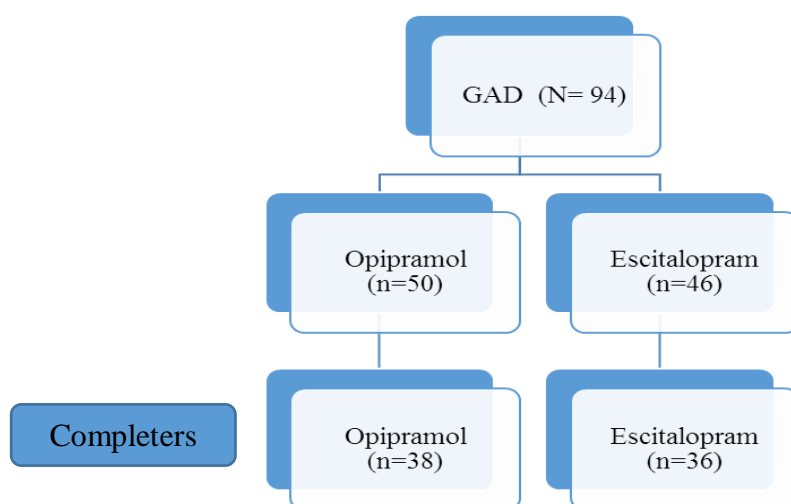 GAD (N= 94)
Opipramol
(n=50)
Escitalopram
(n=46)
Completers
Opipramol
(n=38)
Escitalopram
(n=36)